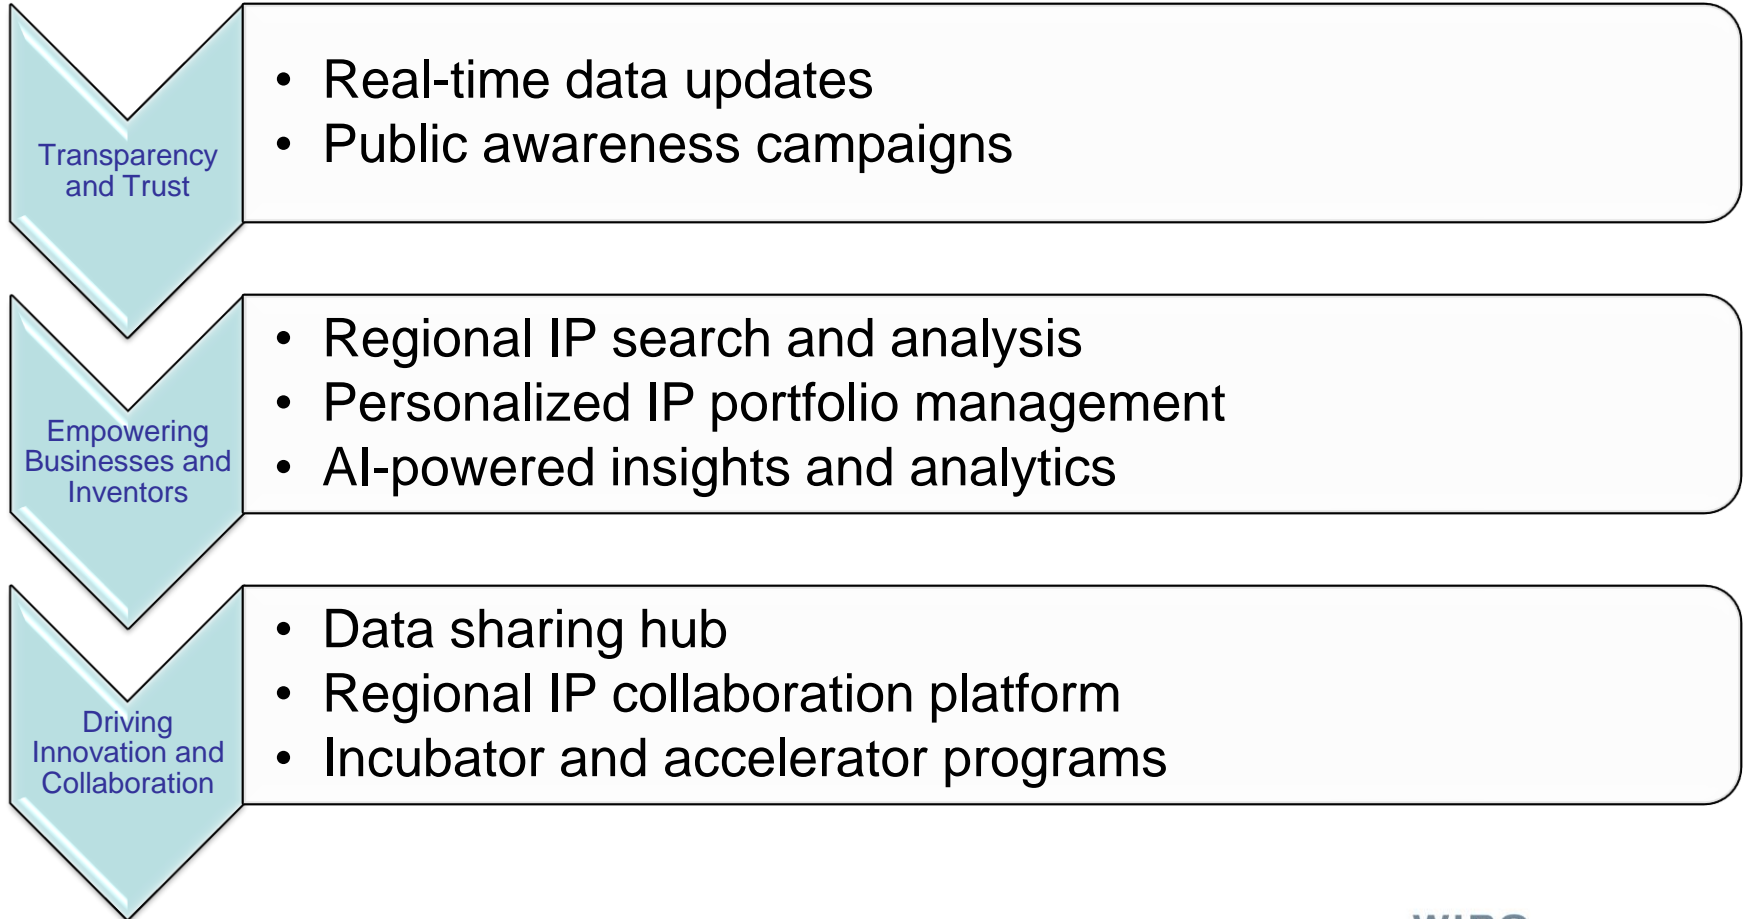 Transparency
and Trust
• Real-time data updates
• Public awareness campaigns
Empowering
Businesses and
Inventors
• Regional IP search and analysis
• Personalized IP portfolio management
• AI-powered insights and analytics
Driving
Innovation and
Collaboration
• Data sharing hub
• Regional IP collaboration platform
• Incubator and accelerator programs